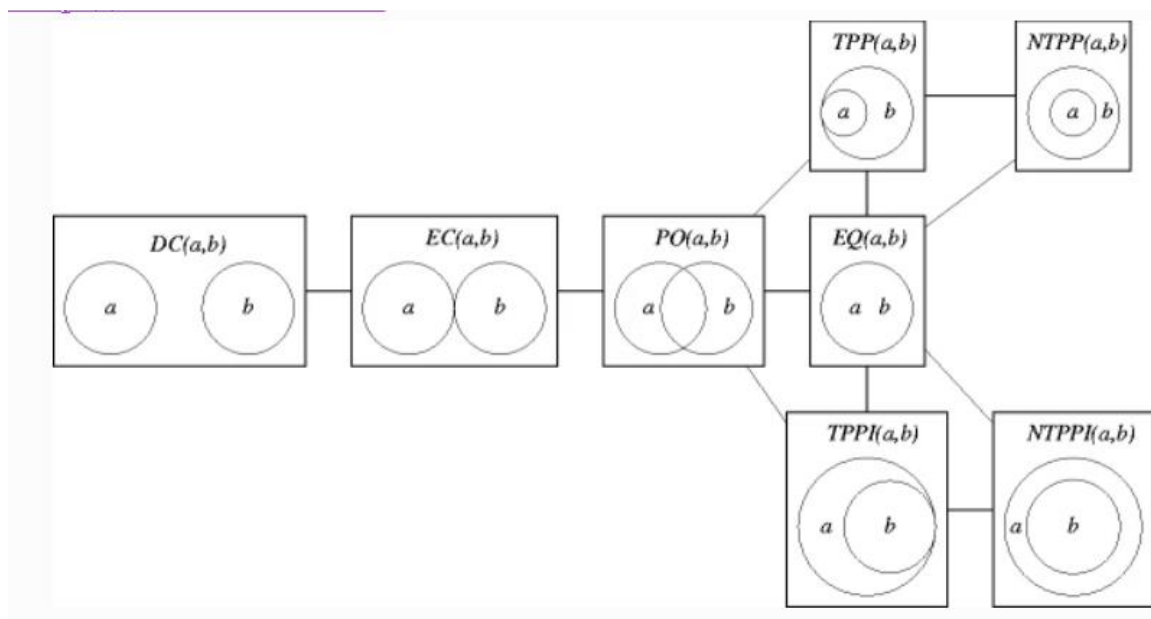 TPP(a,b)
a b
NTPP(a,b)
a b
DC(a,b)
a b
EC(a,b)
a b
PO(a,b)
a b
EQ(a,b)
a b
TPPI(a,b)
a b
NTPPI(a,b)
a b